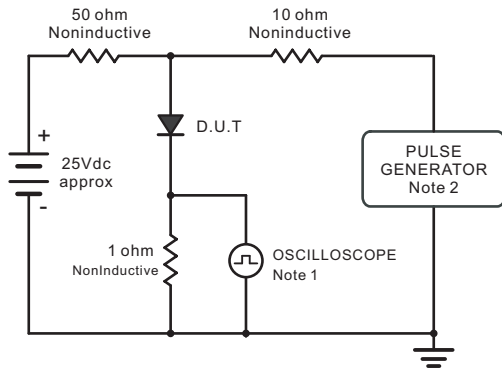 50 ohm
Noninductive
10 ohm
Noninductive
D.U.T
+
25Vdc
approx
-
PULSE
GENERATOR
Note 2
1 ohm
NonInductive
OSCILLOSCOPE
Note 1